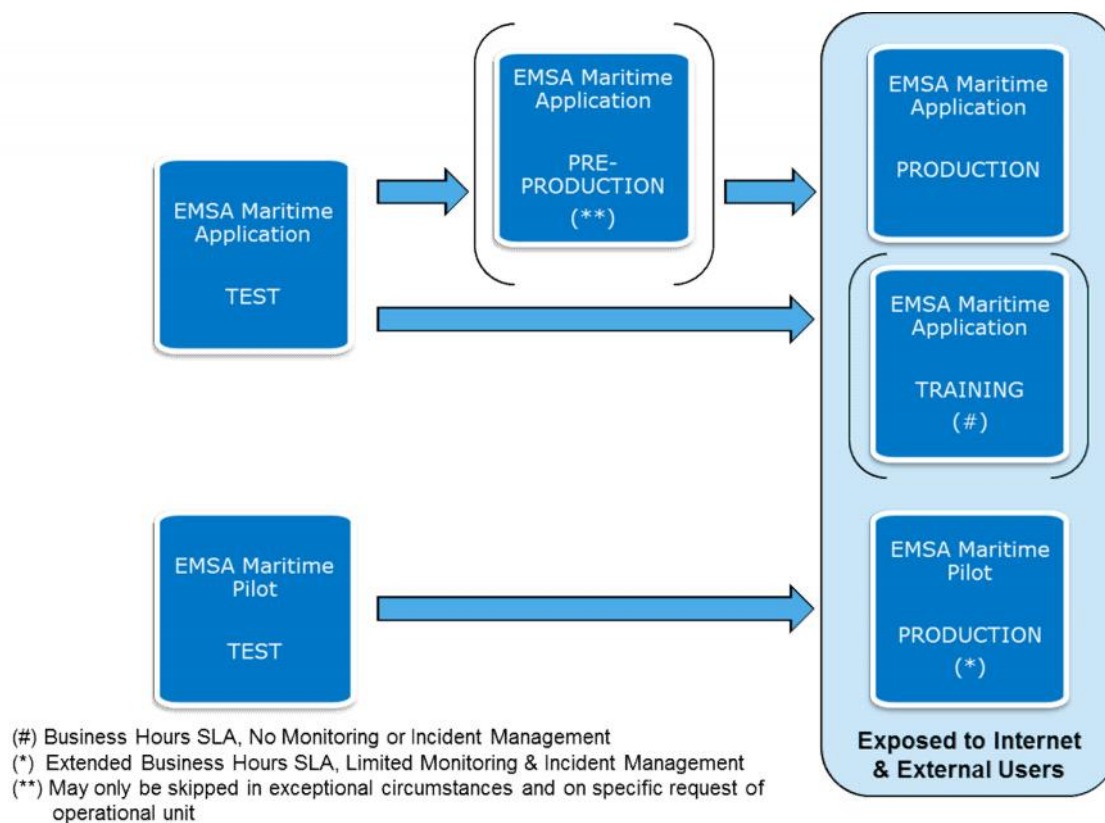 EMSA Maritime
Application
PRE-
PRODUCTION
(**)
EMSA Maritime
Application
PRODUCTION
EMSA Maritime
Application
TEST
EMSA Maritime
Application
TRAINING
(#)
EMSA Maritime
Pilot
TEST
EMSA Maritime
Pilot
PRODUCTION
(*)
(#) Business Hours SLA, No Monitoring or Incident Management
(*) Extended Business Hours SLA, Limited Monitoring & Incident Management
(**) May only be skipped in exceptional circumstances and on specific request of
operational unit
Exposed to Internet
& External Users